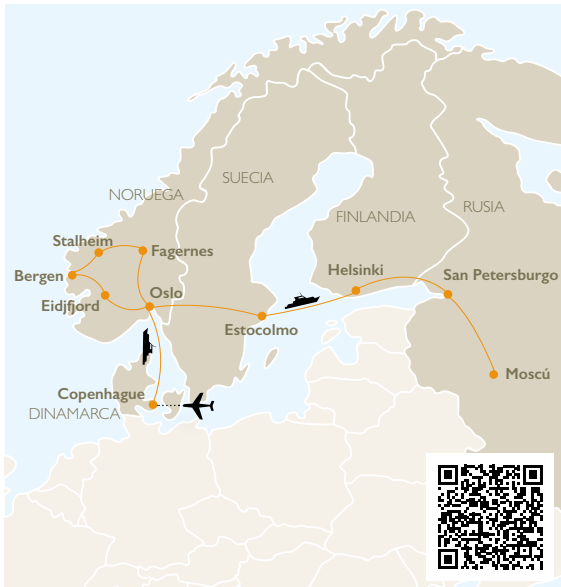 SUECIA
NORUEGA
RUSIA
FINLANDIA
Stalheim
Fagernes
Bergen
Helsinki
San Petersburgo
Eidjfjord
Oslo
Estocolmo
Moscú
Copenhague
DINAMARCA